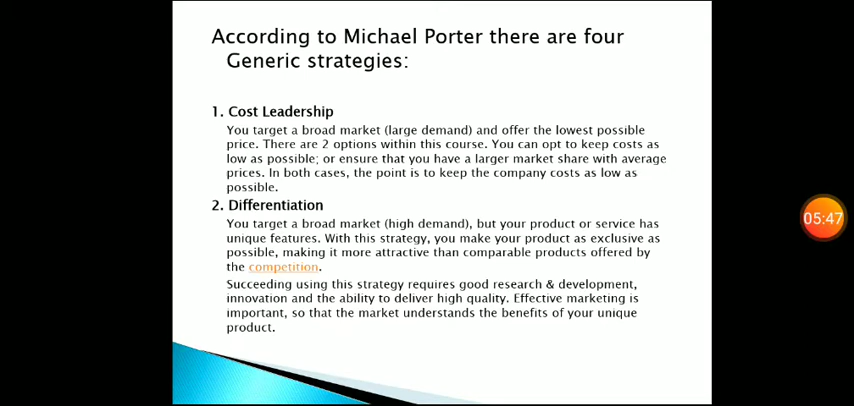 According to Michael Porter there are four
Generic strategies:
1. Cost Leadership
You target a broad market (large demand) and offer the lowest possible
price. There are 2 options within this course. You can opt to keep costs as
low as possible; or ensure that you have a larger market share with average
prices. In both cases, the point is to keep the company costs as low as
possible.
2. Differentiation
You target a broad market (high demand), but your product or service has
unique features. With this strategy, you make your product as exclusive as
possible, making it more attractive than comparable products offered by
the competition.
Succeeding using this strategy requires good research & development,
innovation and the ability to deliver high quality. Effective marketing is
important, so that the market understands the benefits of your unique
product.
05:47